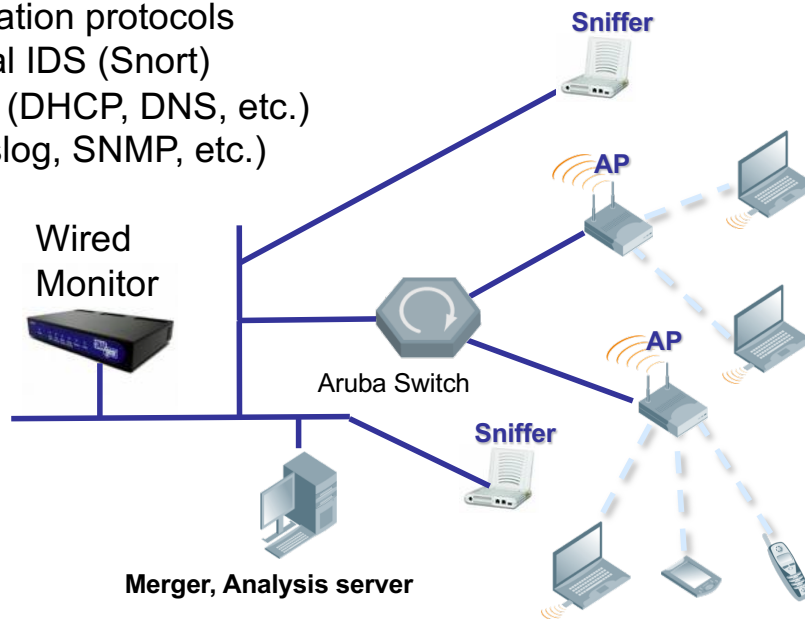 ation protocols
al IDS (Snort)
(DHCP, DNS, etc.)
slog, SNMP, etc.)
Sniffer
AP
Wired
Monitor
AP
Aruba Switch
Sniffer
Merger, Analysis server